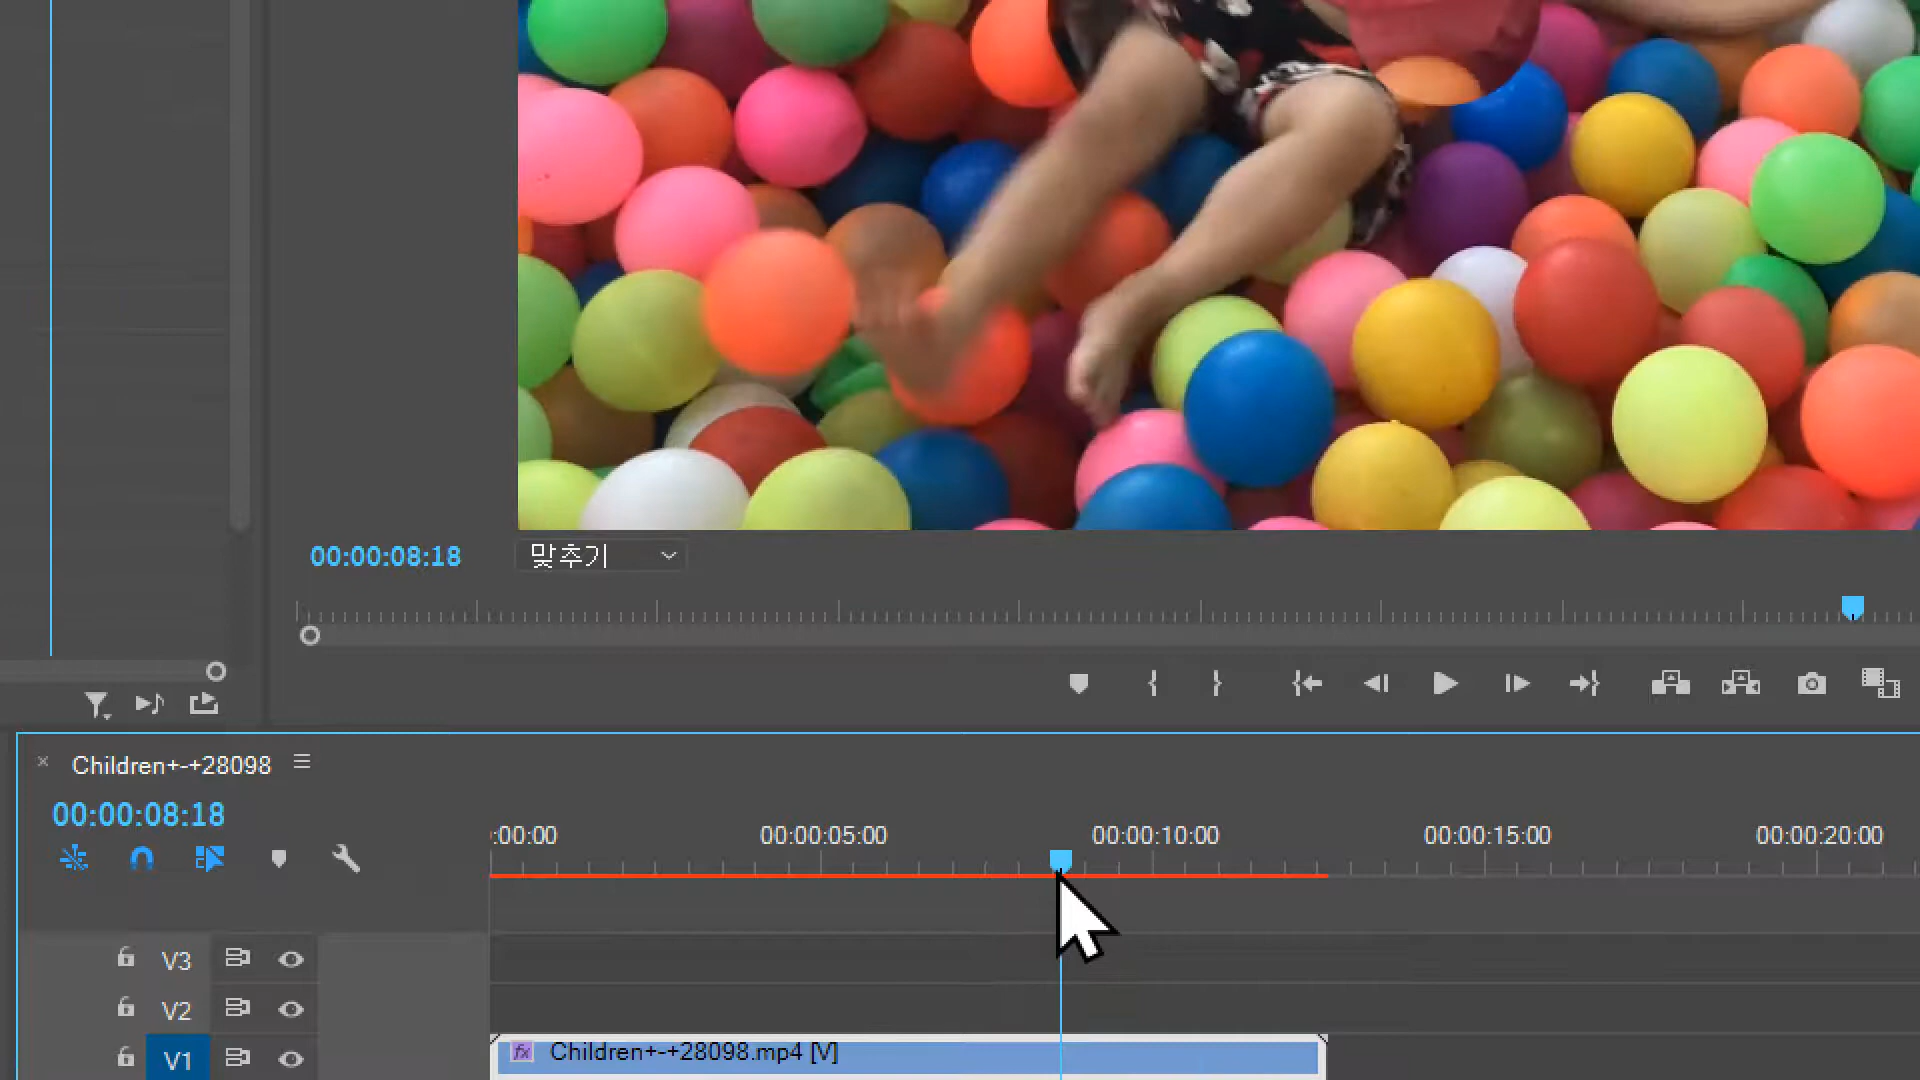 00:00:08:18 맞추기
Children+-+28098
00:00:08:18
:00:00 00:00:05:00 00:00:10:00 00:00:15:00 00:00:20:00
V3
V2
V1 fx Children+-+28098.mp4 [V]